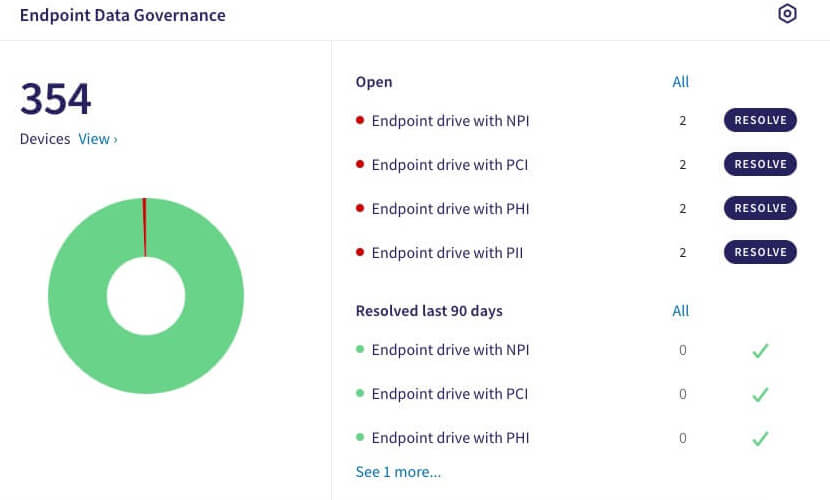 Endpoint Data Governance
354
Devices View ›
Open All
Endpoint drive with NPI 2 RESOLVE
Endpoint drive with PCI 2 RESOLVE
Endpoint drive with PHI 2 RESOLVE
Endpoint drive with PII 2 RESOLVE
Resolved last 90 days All
Endpoint drive with NPI 0
Endpoint drive with PCI 0
Endpoint drive with PHI 0
See 1 more...